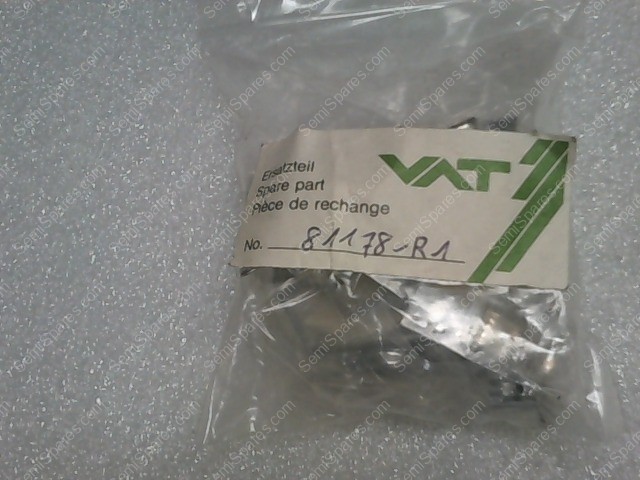 Ersatzteil
Spare part
Pièce de rechange
VAT
No. 81178-R1
SemiSpares.com